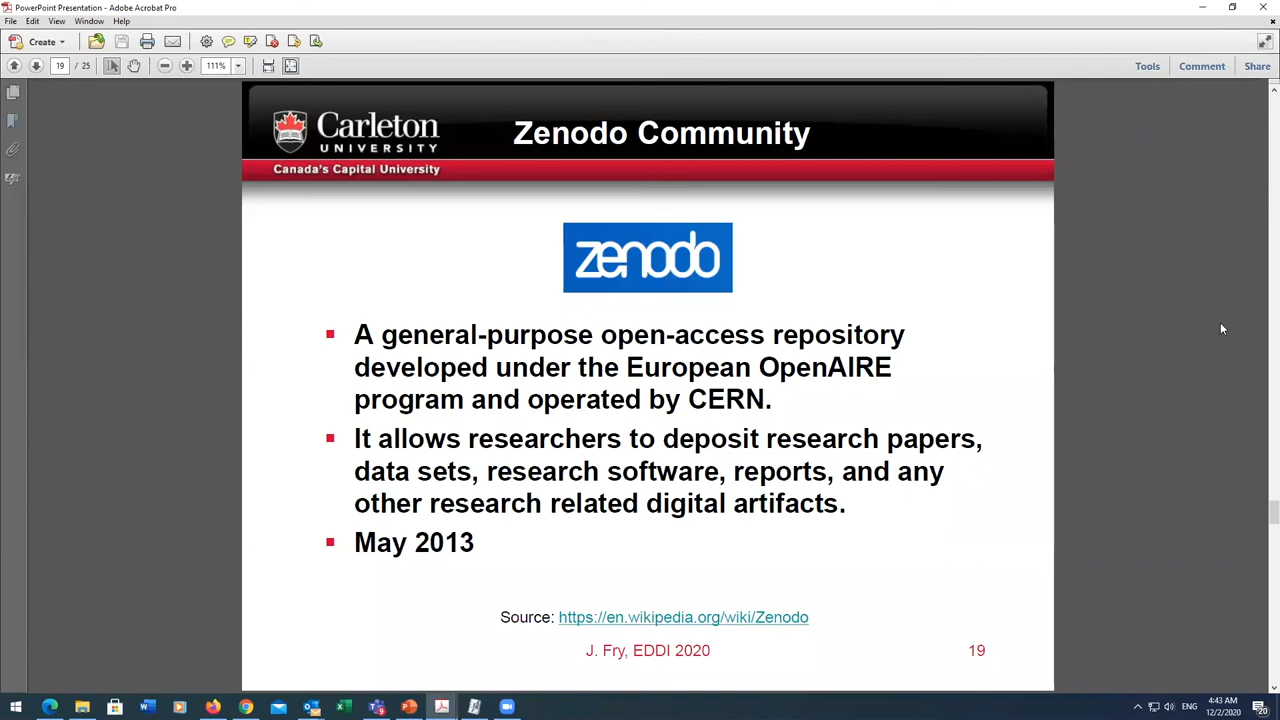 PowerPoint Presentation - Adobe Acrobat Pro
File Edit View Window Help
Create
19 / 25 111% Tools Comment Share
Carleton
UNIVERSITY
Canada's Capital University
Zenodo Community
zenodo
A general-purpose open-access repository
developed under the European OpenAIRE
program and operated by CERN.
It allows researchers to deposit research papers,
data sets, research software, reports, and any
other research related digital artifacts.
May 2013
Source: https://en.wikipedia.org/wiki/Zenodo
J. Fry, EDDI 2020 19
ENG 4:43 AM
12/2/2020 20